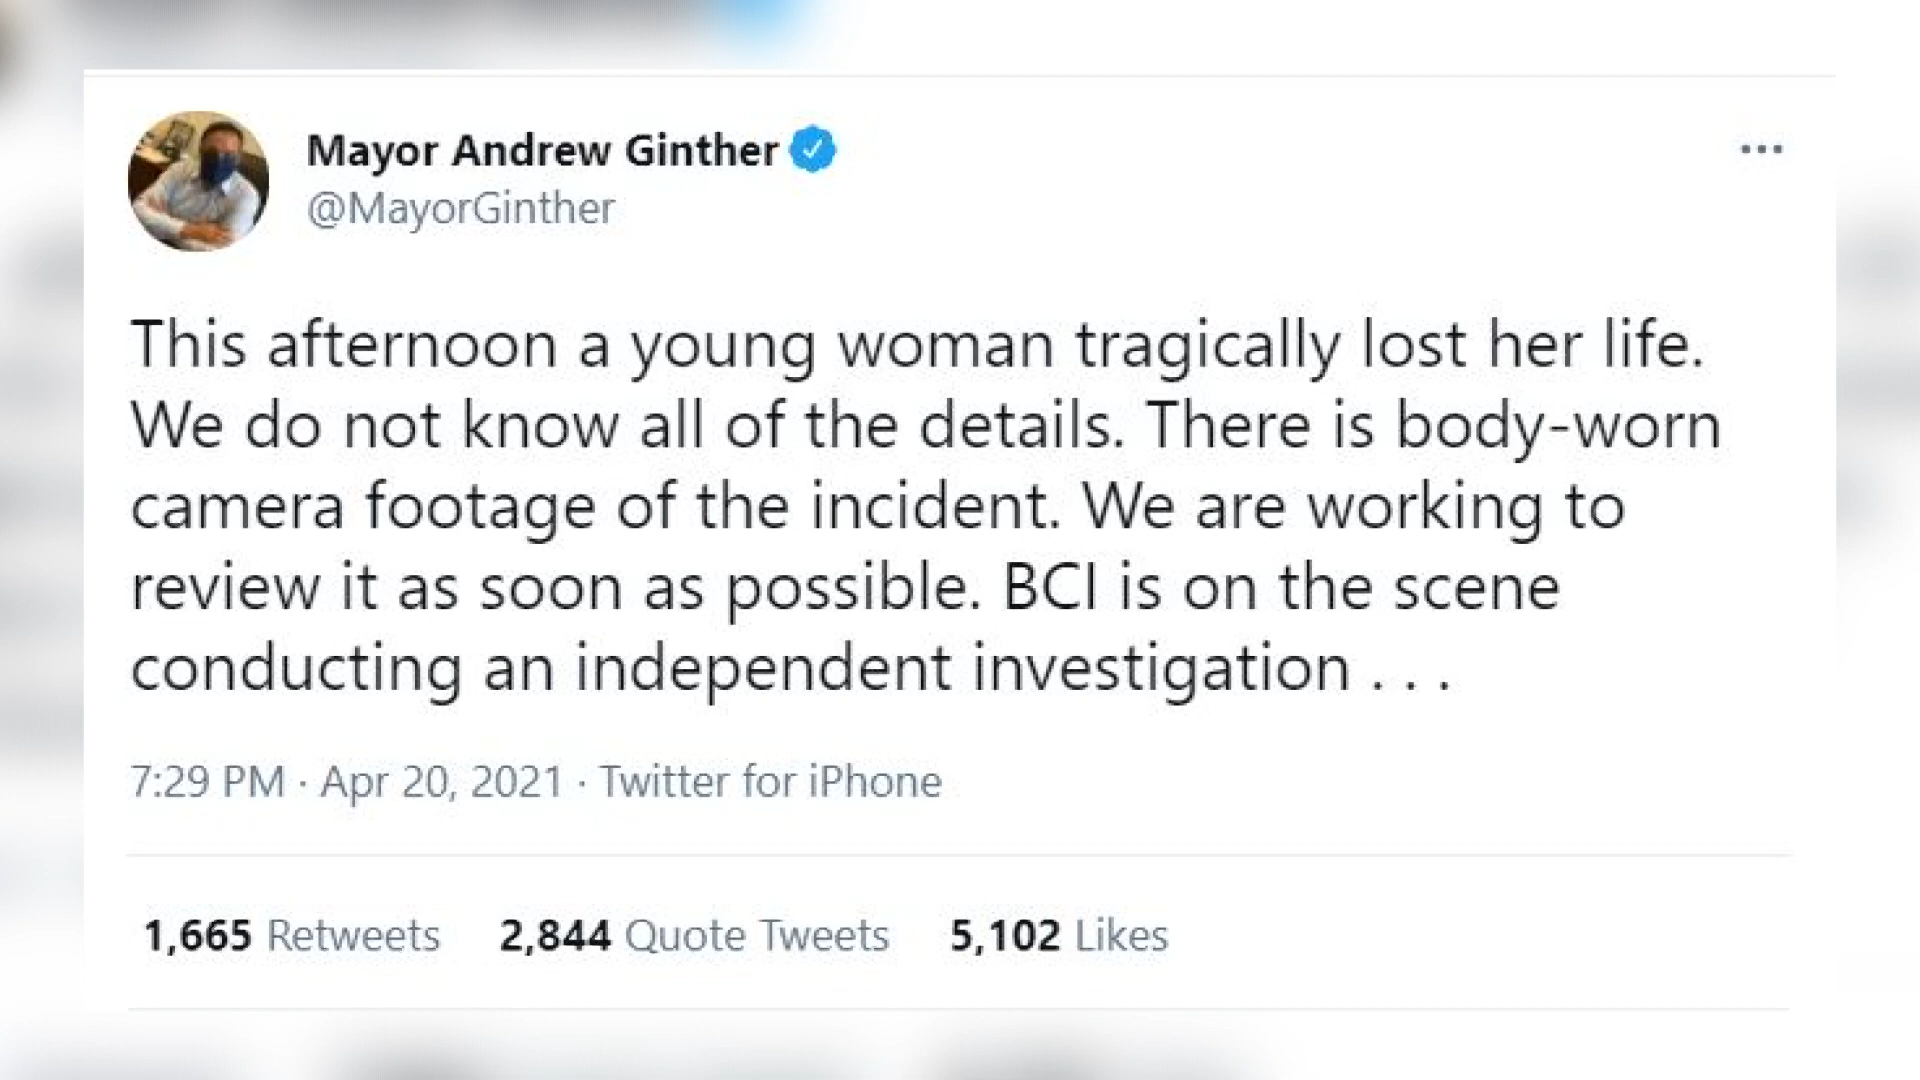 Mayor Andrew Ginther
@MayorGinther
This afternoon a young woman tragically lost her life.
We do not know all of the details. There is body-worn
camera footage of the incident. We are working to
review it as soon as possible. BCI is on the scene
conducting an independent investigation . . .
7:29 PM · Apr 20, 2021 · Twitter for iPhone
1,665 Retweets 2,844 Quote Tweets 5,102 Likes